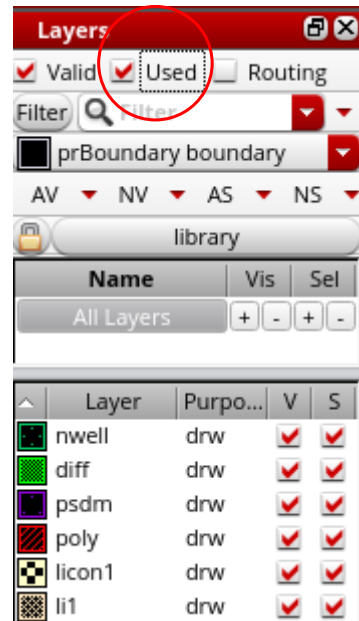 Layers
Valid Used Routing
Filter Filter
prBoundary boundary
AV NV AS NS
library
Name Vis Sel
All Layers + - + -
Layer Purpo... V S
nwell drw
diff drw
psdm drw
poly drw
licon1 drw
li1 drw